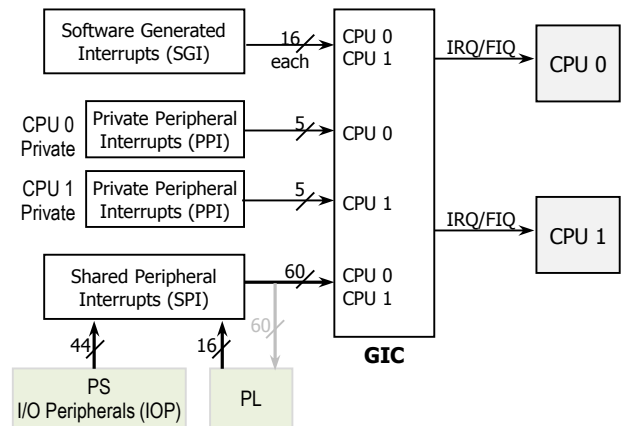 Software Generated
Interrupts (SGI)
16
each
CPU 0
CPU 1
IRQ/FIQ
CPU 0
CPU 0
Private
Private Peripheral
Interrupts (PPI)
5
CPU 0
CPU 1
Private
Private Peripheral
Interrupts (PPI)
5
CPU 1
IRQ/FIQ
CPU 1
Shared Peripheral
Interrupts (SPI)
60
CPU 0
CPU 1
60
44
16
GIC
PS
I/O Peripherals (IOP)
PL